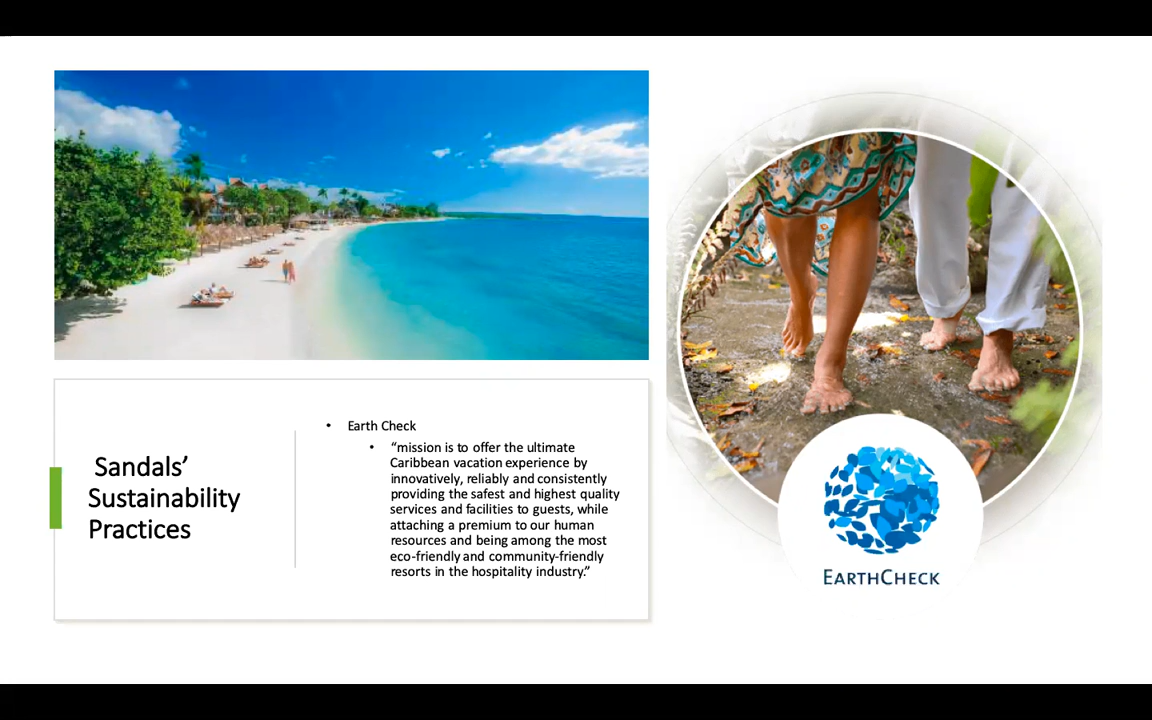 Sandals’
Sustainability
Practices
• Earth Check
• “mission is to offer the ultimate
Caribbean vacation experience by
innovatively, reliably and consistently
providing the safest and highest quality
services and facilities to guests, while
attaching a premium to our human
resources and being among the most
eco-friendly and community-friendly
resorts in the hospitality industry.”
EARTHCHECK